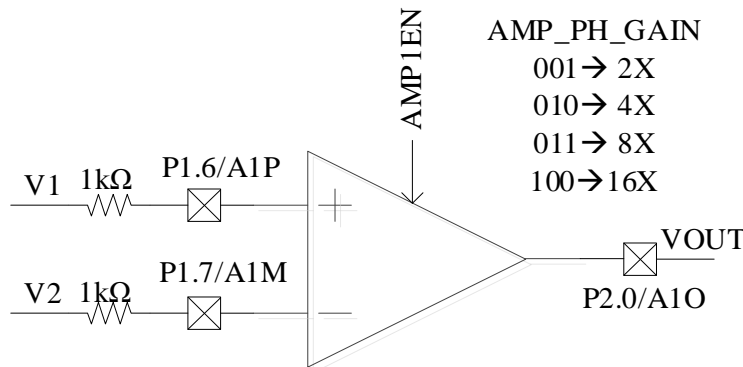 AMP_PH_GAIN
001→ 2X
010→ 4X
011→ 8X
100→16X
AMP1EN
V1 1kΩ P1.6/A1P
+
V2 1kΩ P1.7/A1M
—
VOUT
P2.0/A1O